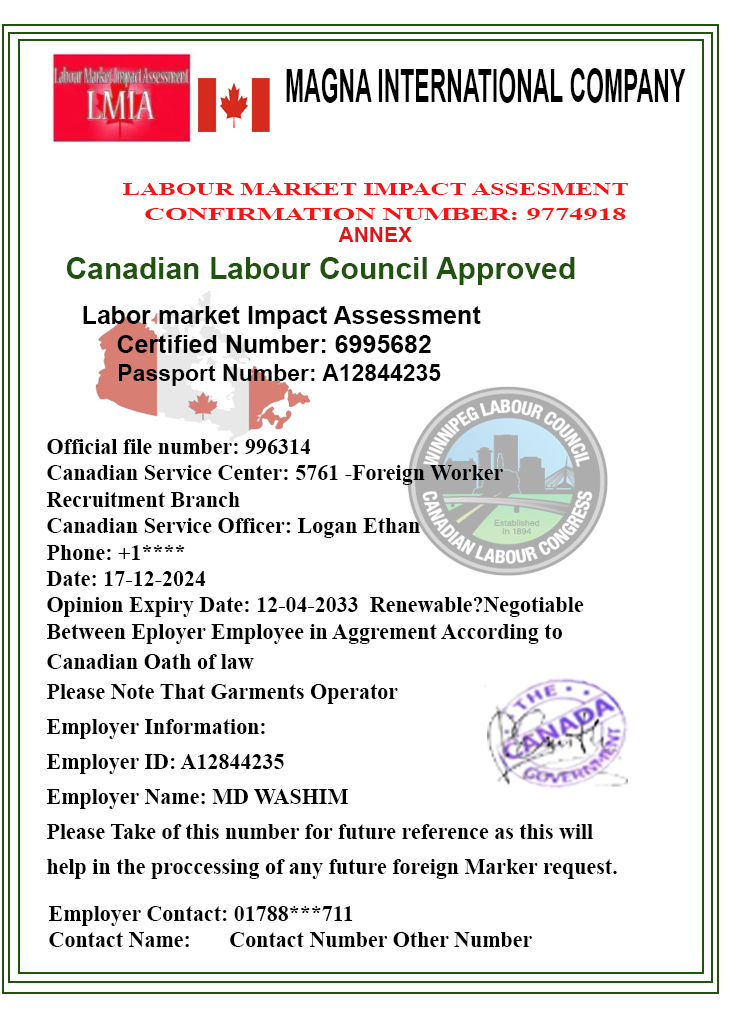 Labour Market Impact Assessment
LMIA
MAGNA INTERNATIONAL COMPANY
LABOUR MARKET IMPACT ASSESMENT
CONFIRMATION NUMBER: 9774918
ANNEX
Canadian Labour Council Approved
Labor market Impact Assessment
Certified Number: 6995682
Passport Number: A12844235
WINNIPEG LABOUR COUNCIL
Established
in 1894
CANADIAN LABOUR CONGRESS
Official file number: 996314
Canadian Service Center: 5761 -Foreign Worker
Recruitment Branch
Canadian Service Officer: Logan Ethan
Phone: +1****
Date: 17-12-2024
Opinion Expiry Date: 12-04-2033 Renewable?Negotiable
Between Eployer Employee in Aggrement According to
Canadian Oath of law
Please Note That Garments Operator
Employer Information:
Employer ID: A12844235
Employer Name: MD WASHIM
THE
CANADA
GOVERNMENT
Please Take of this number for future reference as this will
help in the proccessing of any future foreign Marker request.
Employer Contact: 01788***711
Contact Name: Contact Number Other Number